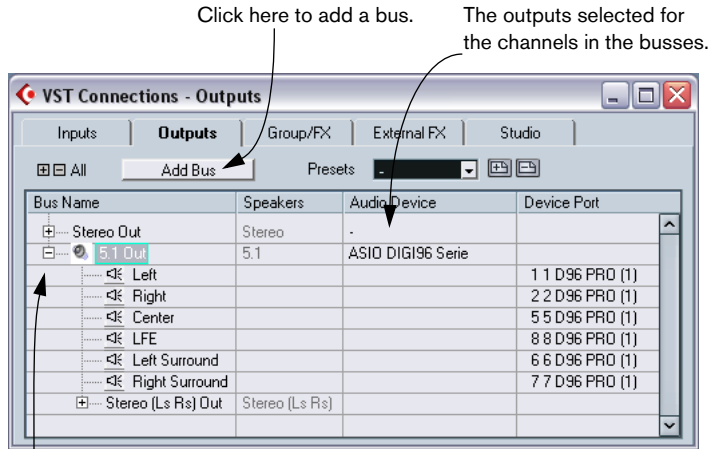 Click here to add a bus.
The outputs selected for
the channels in the busses.
VST Connections - Outputs
Inputs Outputs Group/FX External FX Studio
All Add Bus Presets -
Bus Name Speakers Audio Device Device Port
Stereo Out Stereo -
5.1 Out 5.1 ASIO DIGI96 Serie
Left 1 1 D96 PRO (1)
Right 2 2 D96 PRO (1)
Center 5 5 D96 PRO (1)
LFE 8 8 D96 PRO (1)
Left Surround 6 6 D96 PRO (1)
Right Surround 7 7 D96 PRO (1)
Stereo (Ls Rs) Out Stereo (Ls Rs)